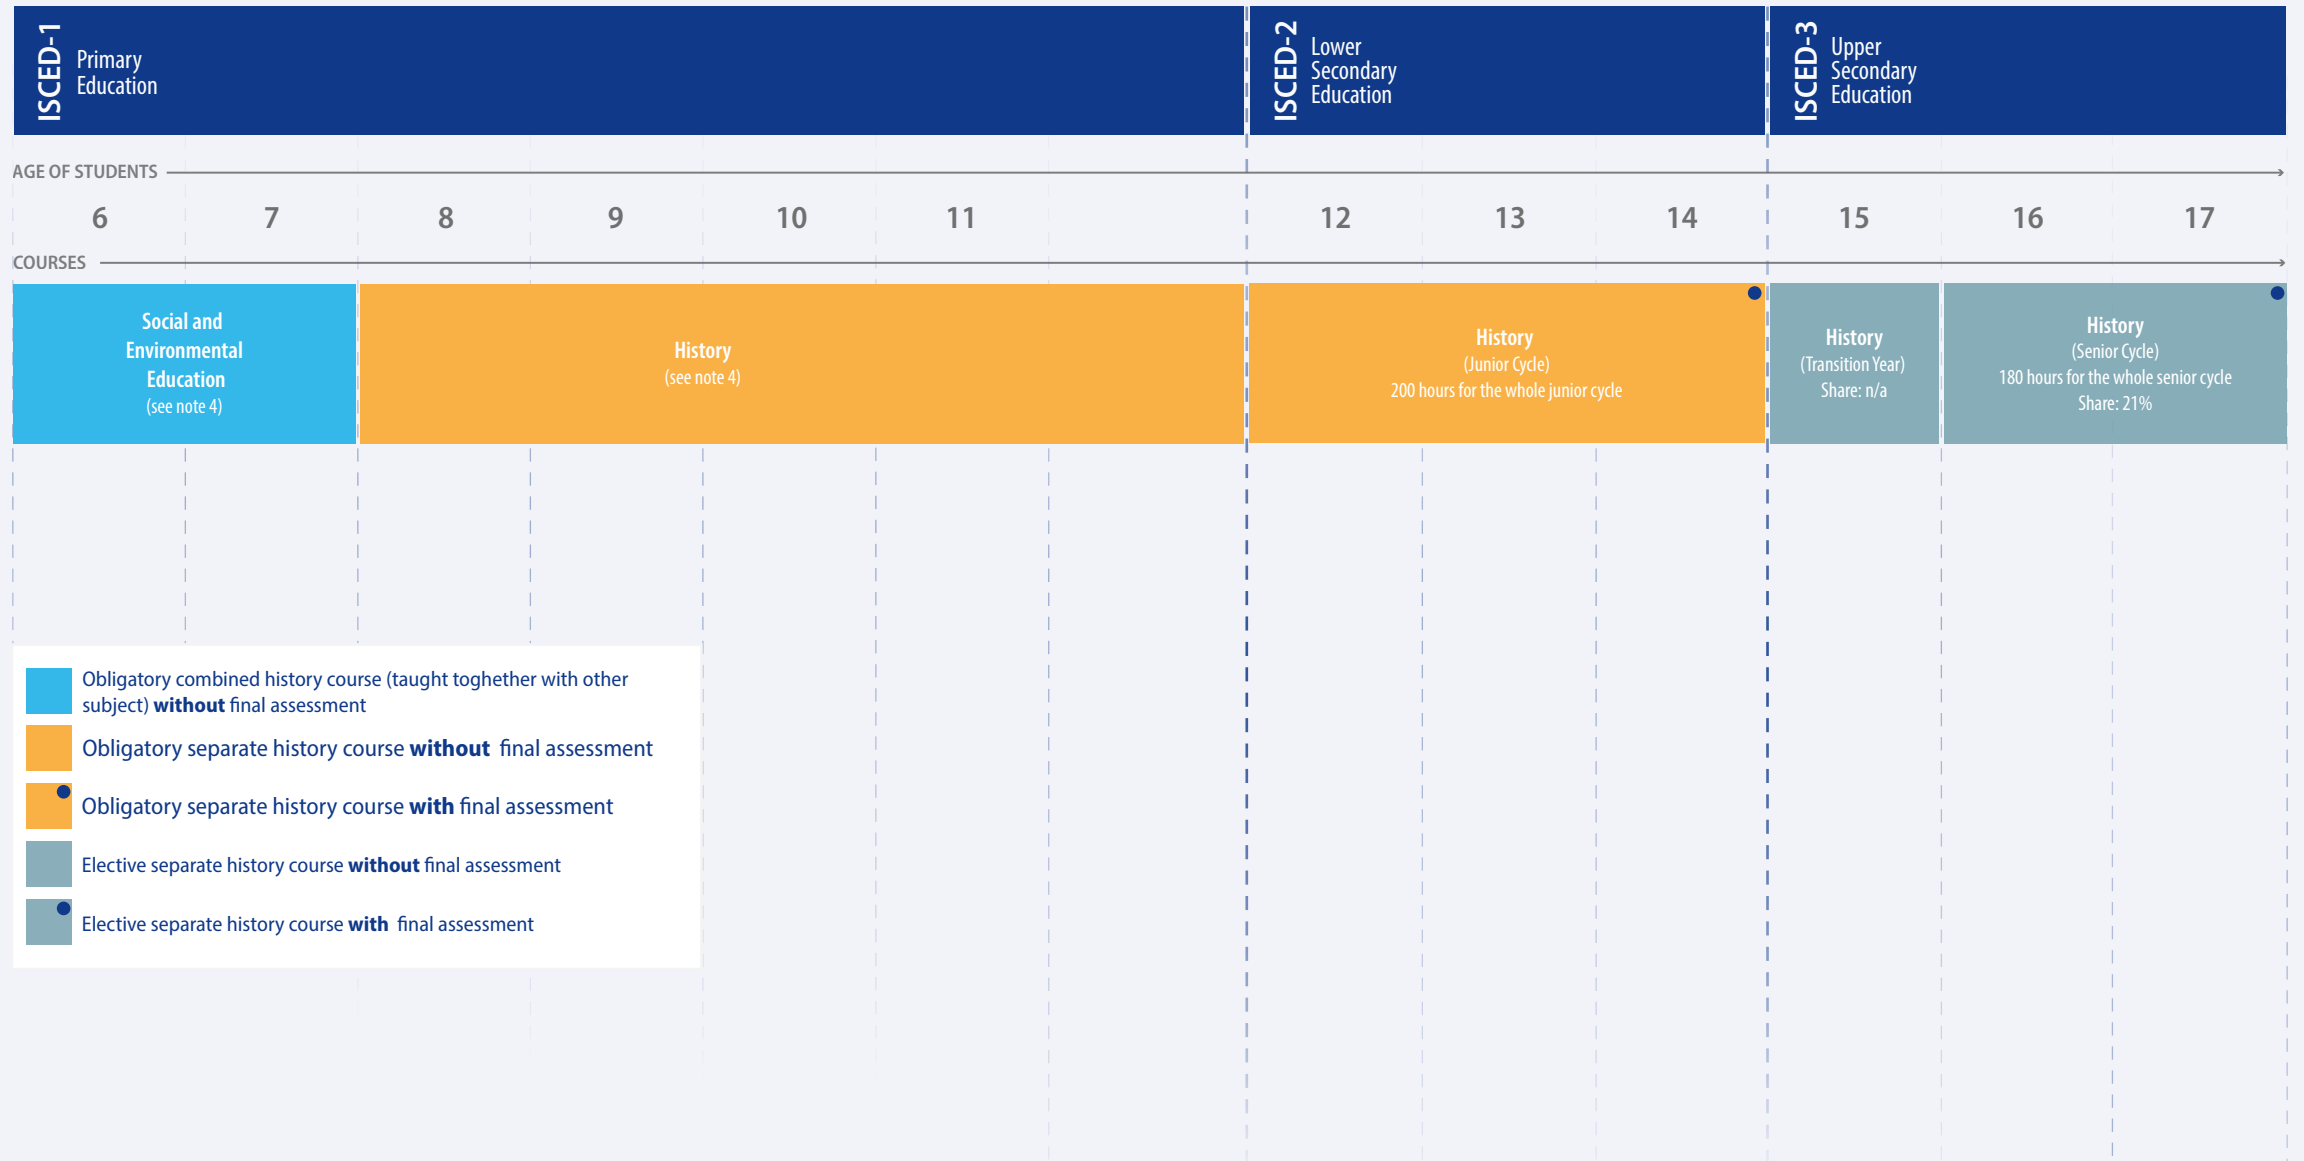 ISCED-1
Primary
Education
ISCED-2
Lower
Secondary
Education
ISCED-3
Upper
Secondary
Education
AGE OF STUDENTS
6 7 8 9 10 11 12 13 14 15 16 17
COURSES
Social and
Environmental
Education
(see note 4)
History
(see note 4)
History
(Junior Cycle)
200 hours for the whole junior cycle
History
(Transition Year)
Share: n/a
History
(Senior Cycle)
180 hours for the whole senior cycle
Share: 21%
Obligatory combined history course (taught toghether with other
subject) without final assessment
Obligatory separate history course without final assessment
Obligatory separate history course with final assessment
Elective separate history course without final assessment
Elective separate history course with final assessment